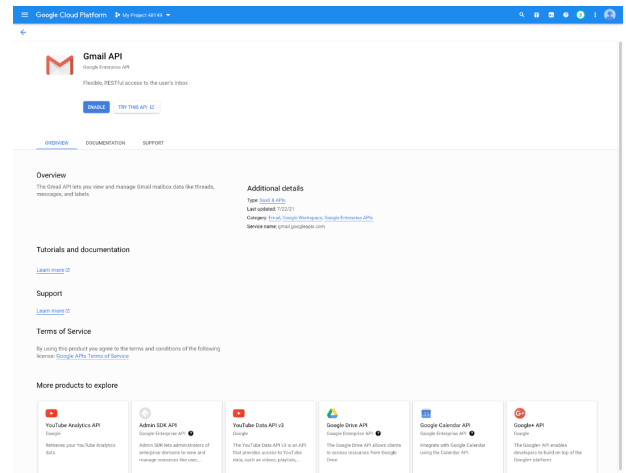 Google Cloud Platform My Project 48149
Gmail API
Google Enterprise API
Flexible, RESTful access to the user's inbox
ENABLE TRY THIS API
OVERVIEW DOCUMENTATION SUPPORT
Overview
The Gmail API lets you view and manage Gmail mailbox data like threads,
messages, and labels.
Additional details
Type: SaaS & APIs
Last updated: 7/22/21
Category: Email, Google Workspace, Google Enterprise APIs
Service name: gmail.googleapis.com
Tutorials and documentation
Learn more
Support
Learn more
Terms of Service
By using this product you agree to the terms and conditions of the following
license: Google APIs Terms of Service
More products to explore
YouTube Analytics API
Google
Retrieves your YouTube Analytics
data.
Admin SDK API
Google Enterprise API
Admin SDK lets administrators of
enterprise domains to view and
manage resources like user,...
YouTube Data API v3
Google
The YouTube Data API v3 is an API
that provides access to YouTube
data, such as videos, playlists,...
Google Drive API
Google Enterprise API
The Google Drive API allows clients
to access resources from Google
Drive
Google Calendar API
Google Enterprise API
Integrate with Google Calendar
using the Calendar API.
Google+ API
Google
The Google+ API enables
developers to build on top of the
Google+ platform.